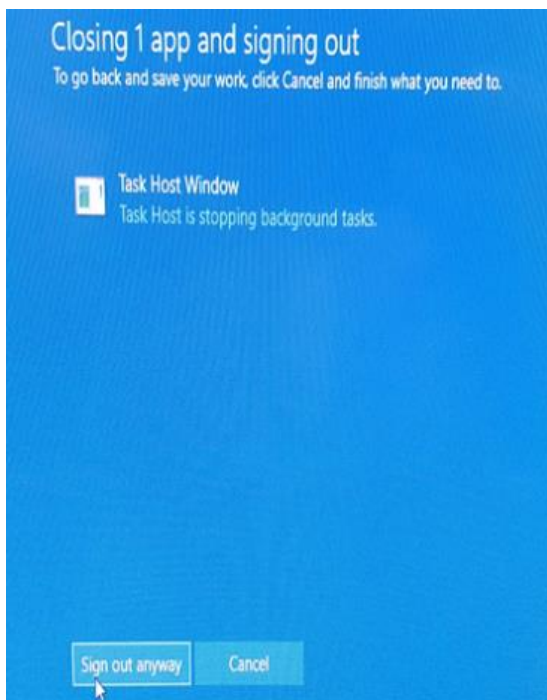 Closing 1 app and signing out
To go back and save your work, click Cancel and finish what you need to.
Task Host Window
Task Host is stopping background tasks.
Sign out anyway
Cancel